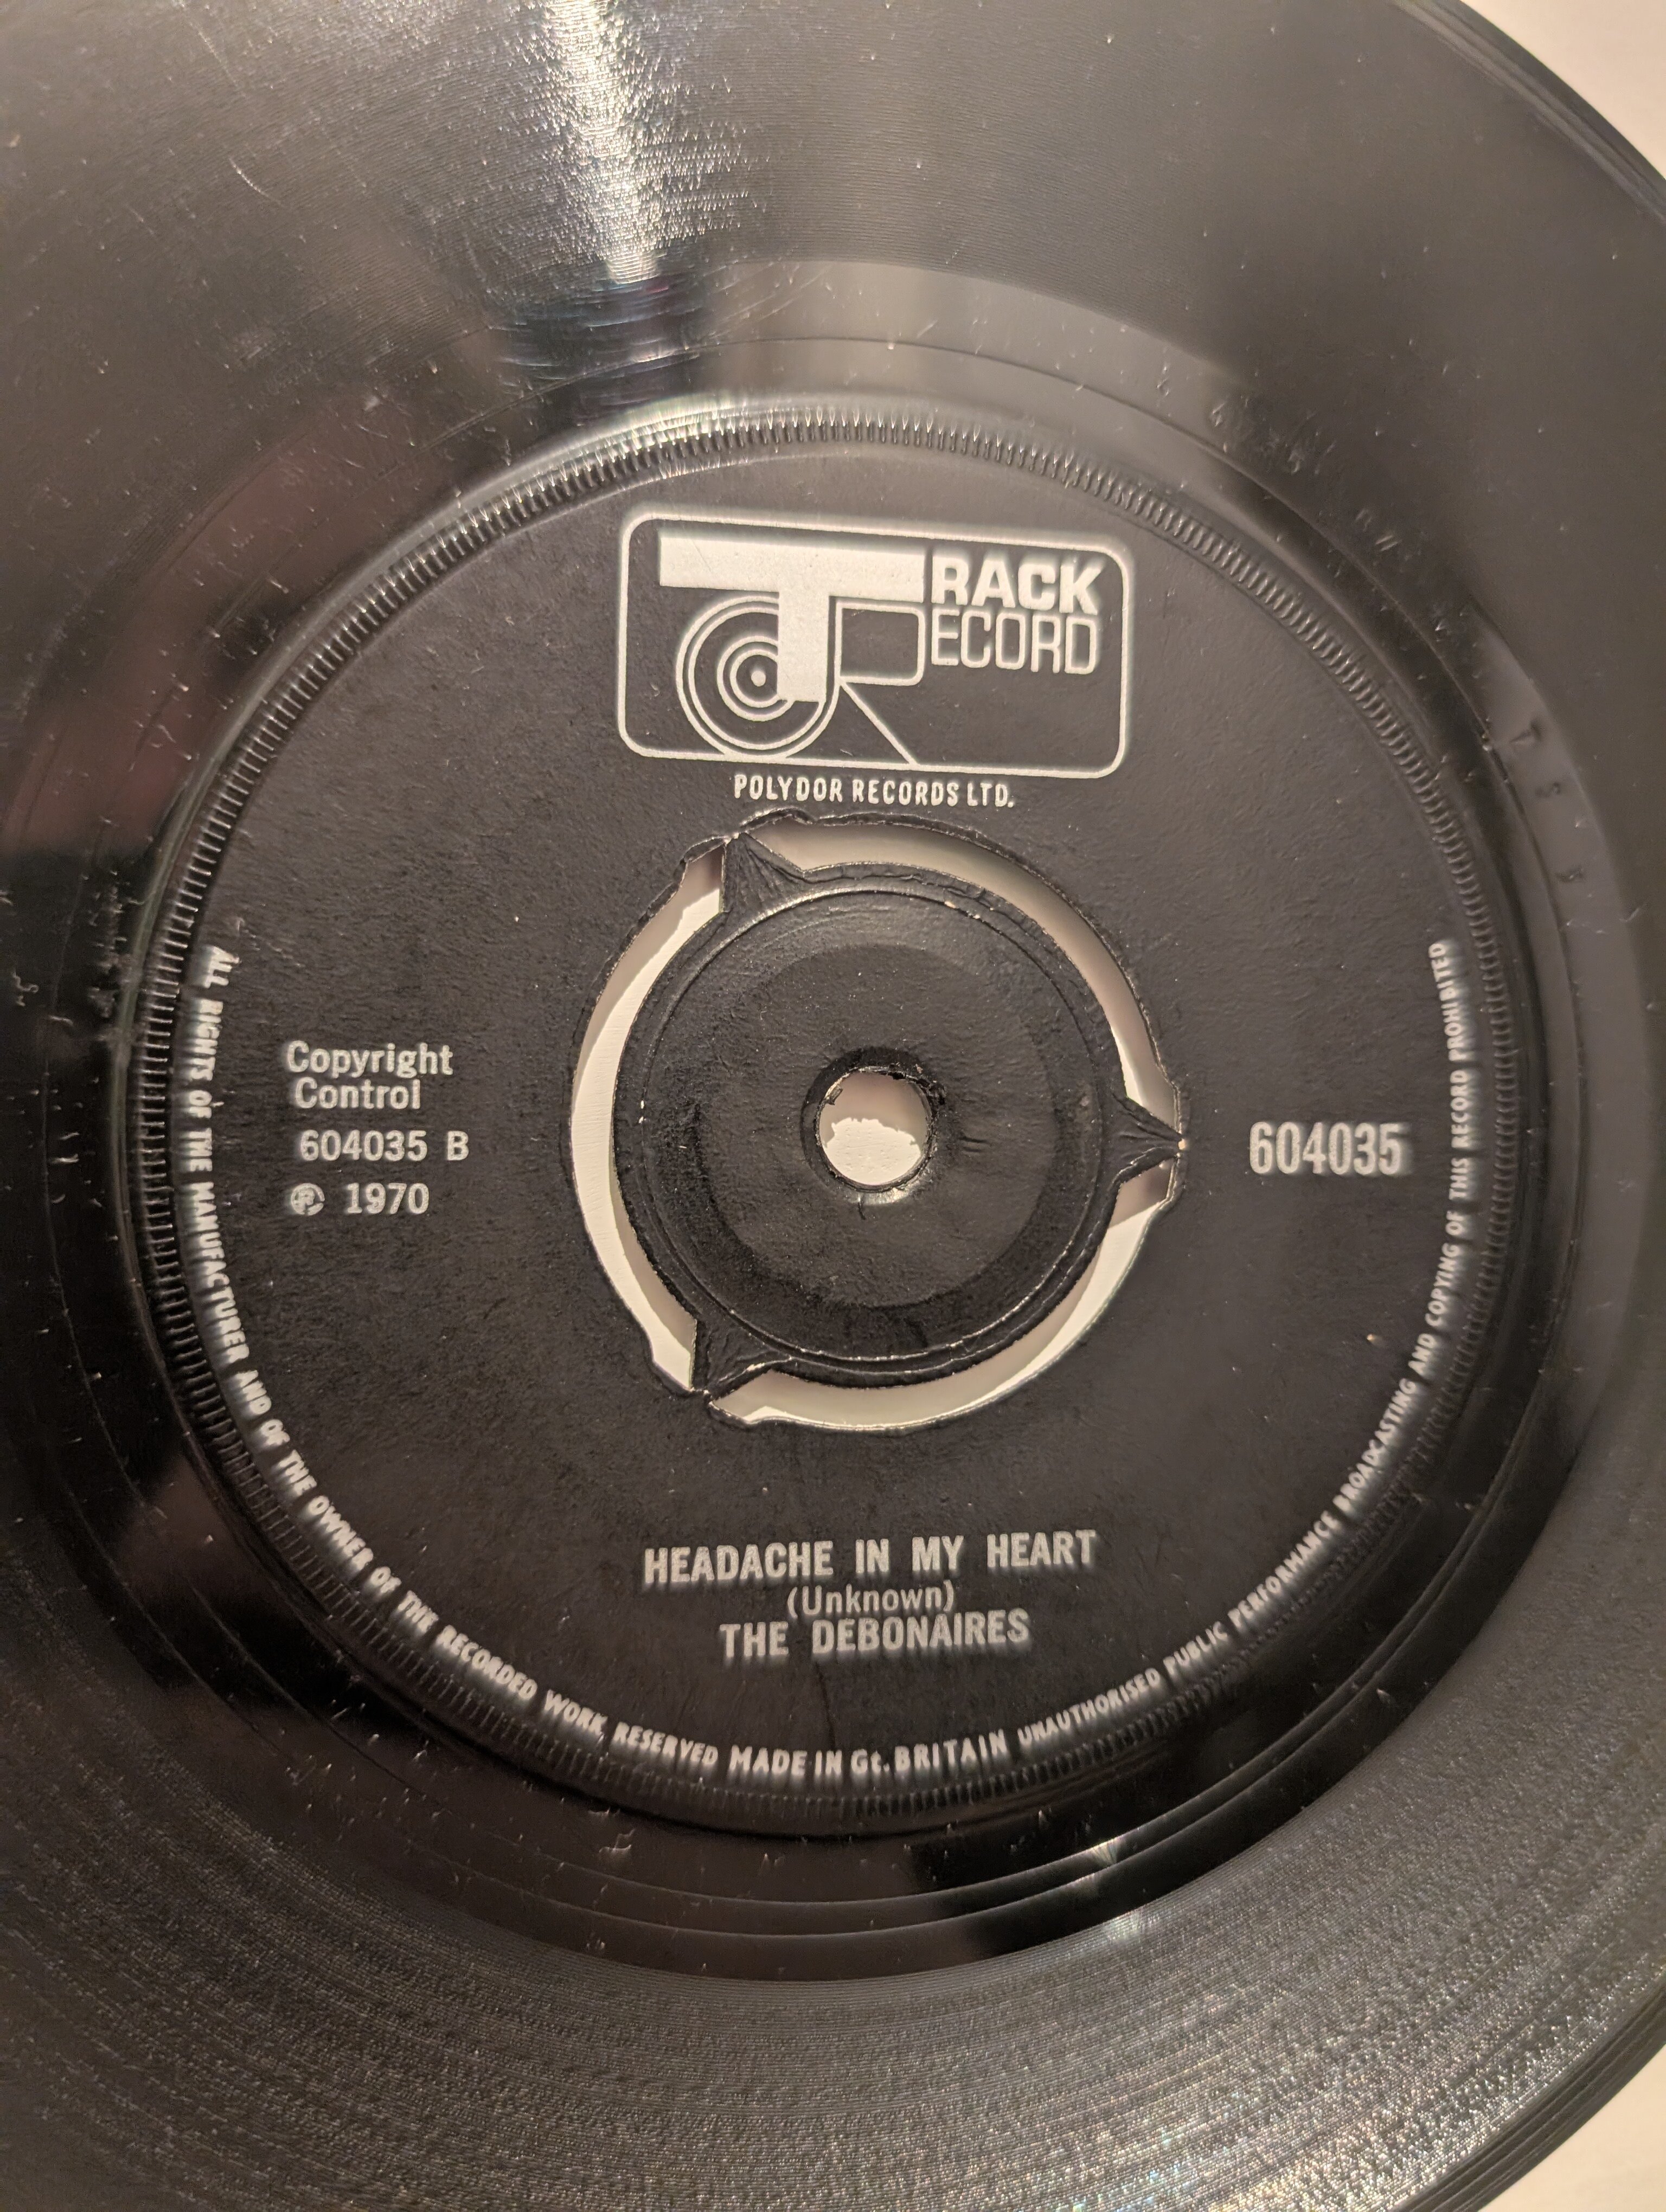 TRACK
RECORD
POLYDOR RECORDS LTD.
Copyright
Control
604035 B
℗ 1970
604035
HEADACHE IN MY HEART
(Unknown)
THE DEBONAIRES
ALL RIGHTS OF THE MANUFACTURER AND OF THE OWNER OF THE RECORDED WORK RESERVED MADE IN Gt. BRITAIN UNAUTHORISED PUBLIC PERFORMANCE BROADCASTING AND COPYING OF THIS RECORD PROHIBITED